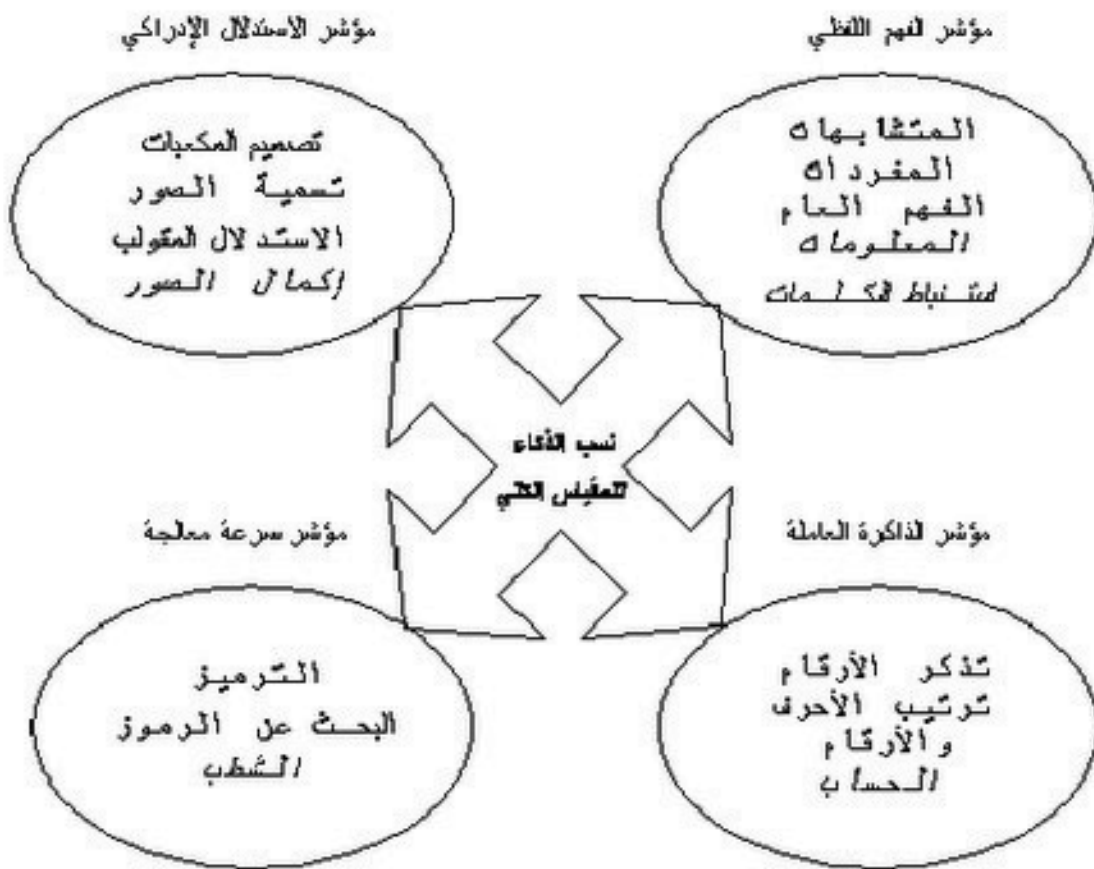 مؤشر الفهم اللفظي
المتشابهات
المفردات
الفهم العام
المعلومات
استنباط الكلمات
مؤشر الاستدلال الإدراكي
تصميم المكعبات
تسمية الصور
الاستدلال المقولب
إكمال الصور
نسب الذكاء
للمقياس الكلي
مؤشر الذاكرة العاملة
تذكر الأرقام
ترتيب الأحرف
والأرقام
الحساب
مؤشر سرعة معالجة
الترميز
البحث عن الرموز
الشطب